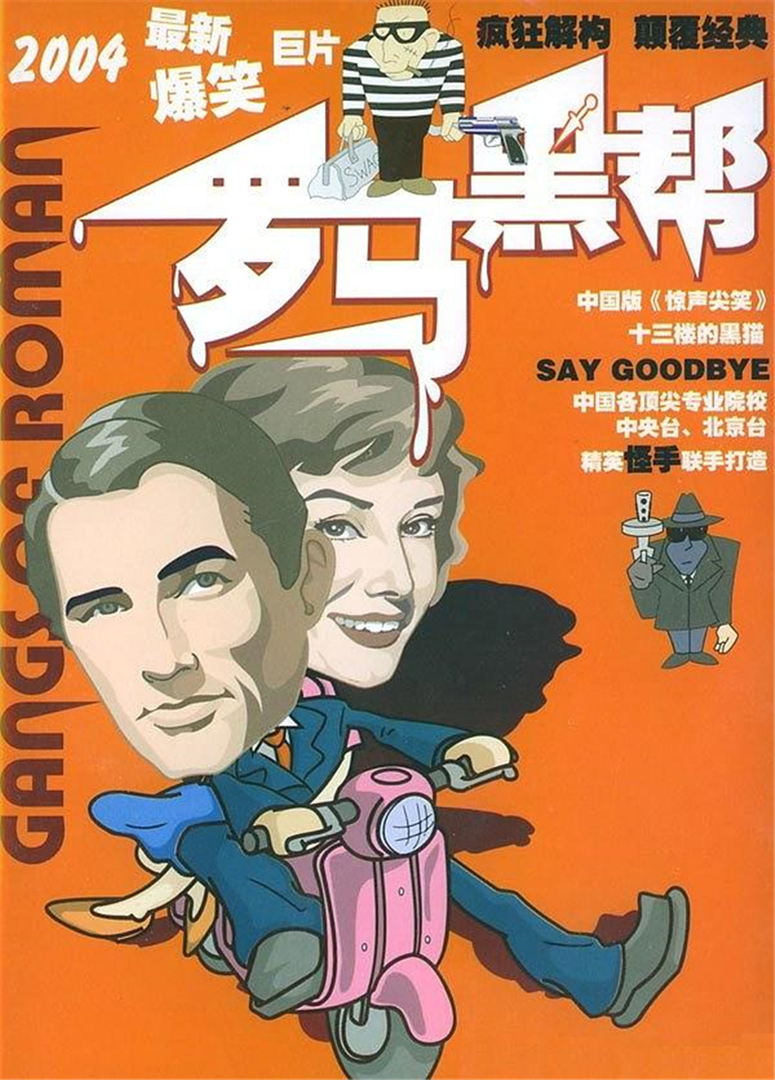 2004
最新
爆笑
巨片
疯狂解构 颠覆经典
罗马黑帮
GANGS OF ROMAN
SWAG
中国版《惊声尖笑》
十三楼的黑猫
SAY GOODBYE
中国各顶尖专业院校
中央台、北京台
精英怪手联手打造